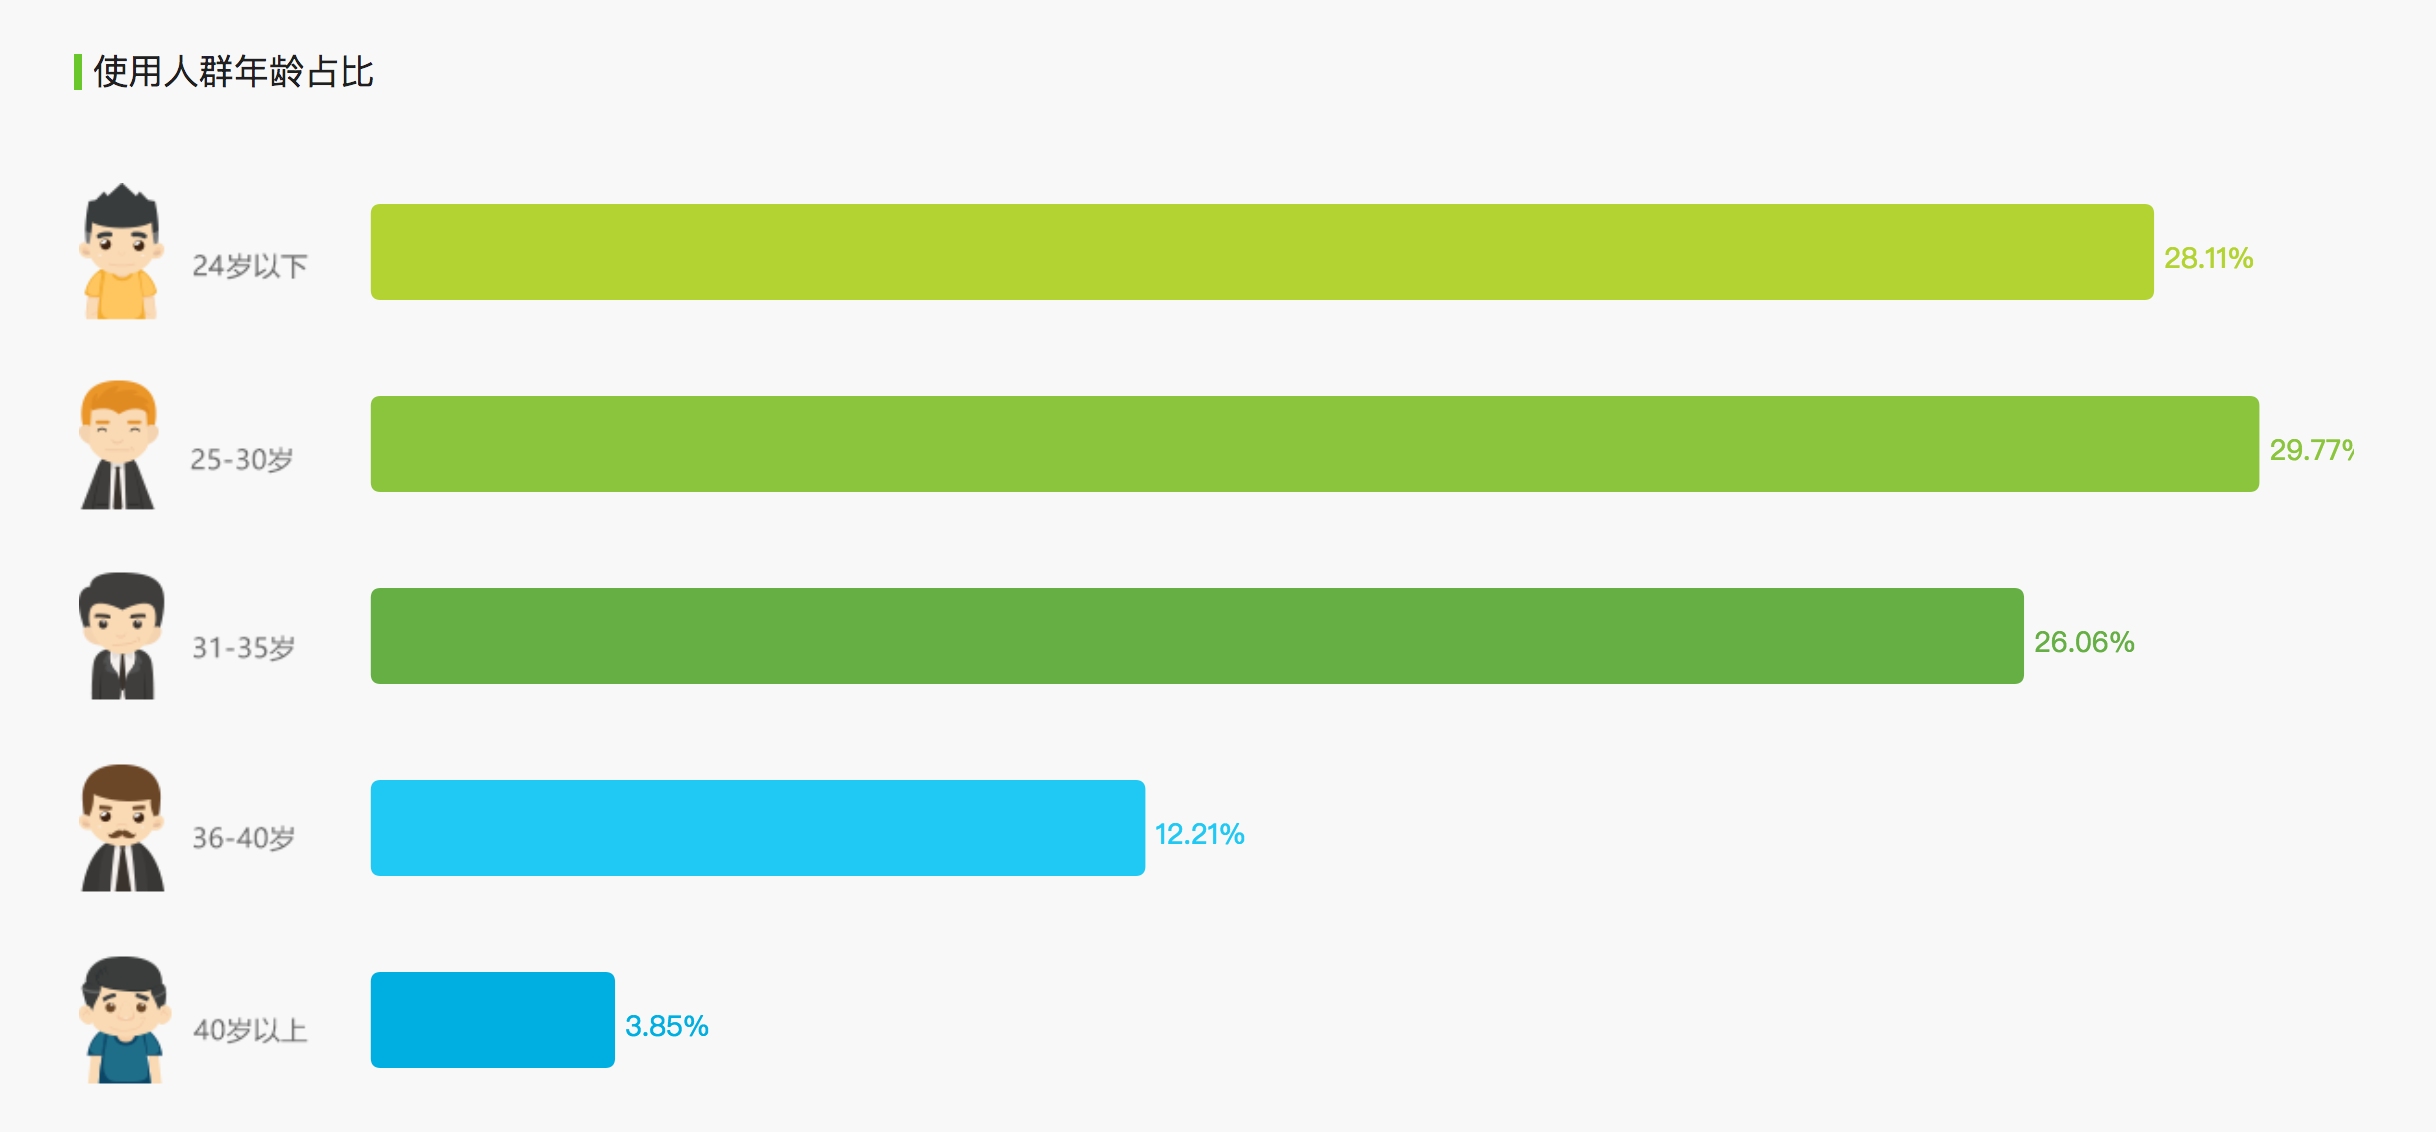 使用人群年龄占比
24岁以下 28.11%
25-30岁 29.77%
31-35岁 26.06%
36-40岁 12.21%
40岁以上 3.85%